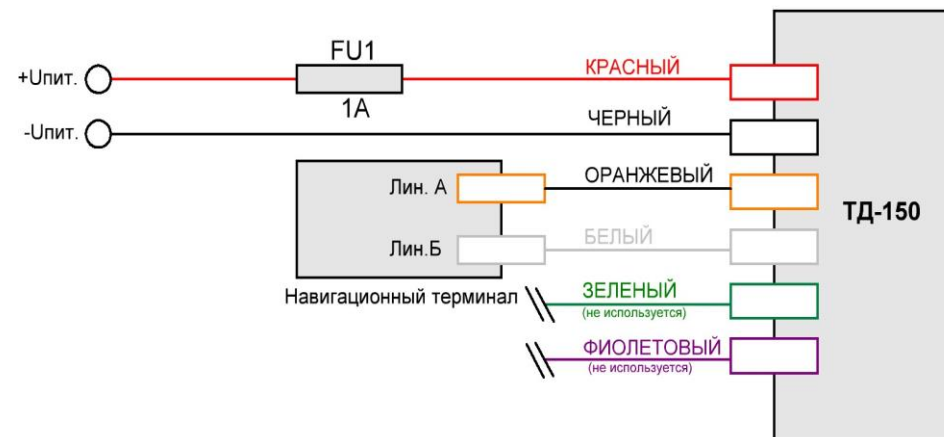 FU1
+Uпит.
КРАСНЫЙ
1А
-Uпит.
ЧЕРНЫЙ
Лин. А
ОРАНЖЕВЫЙ
ТД-150
Лин.Б
БЕЛЫЙ
Навигационный терминал
ЗЕЛЕНЫЙ
(не используется)
ФИОЛЕТОВЫЙ
(не используется)